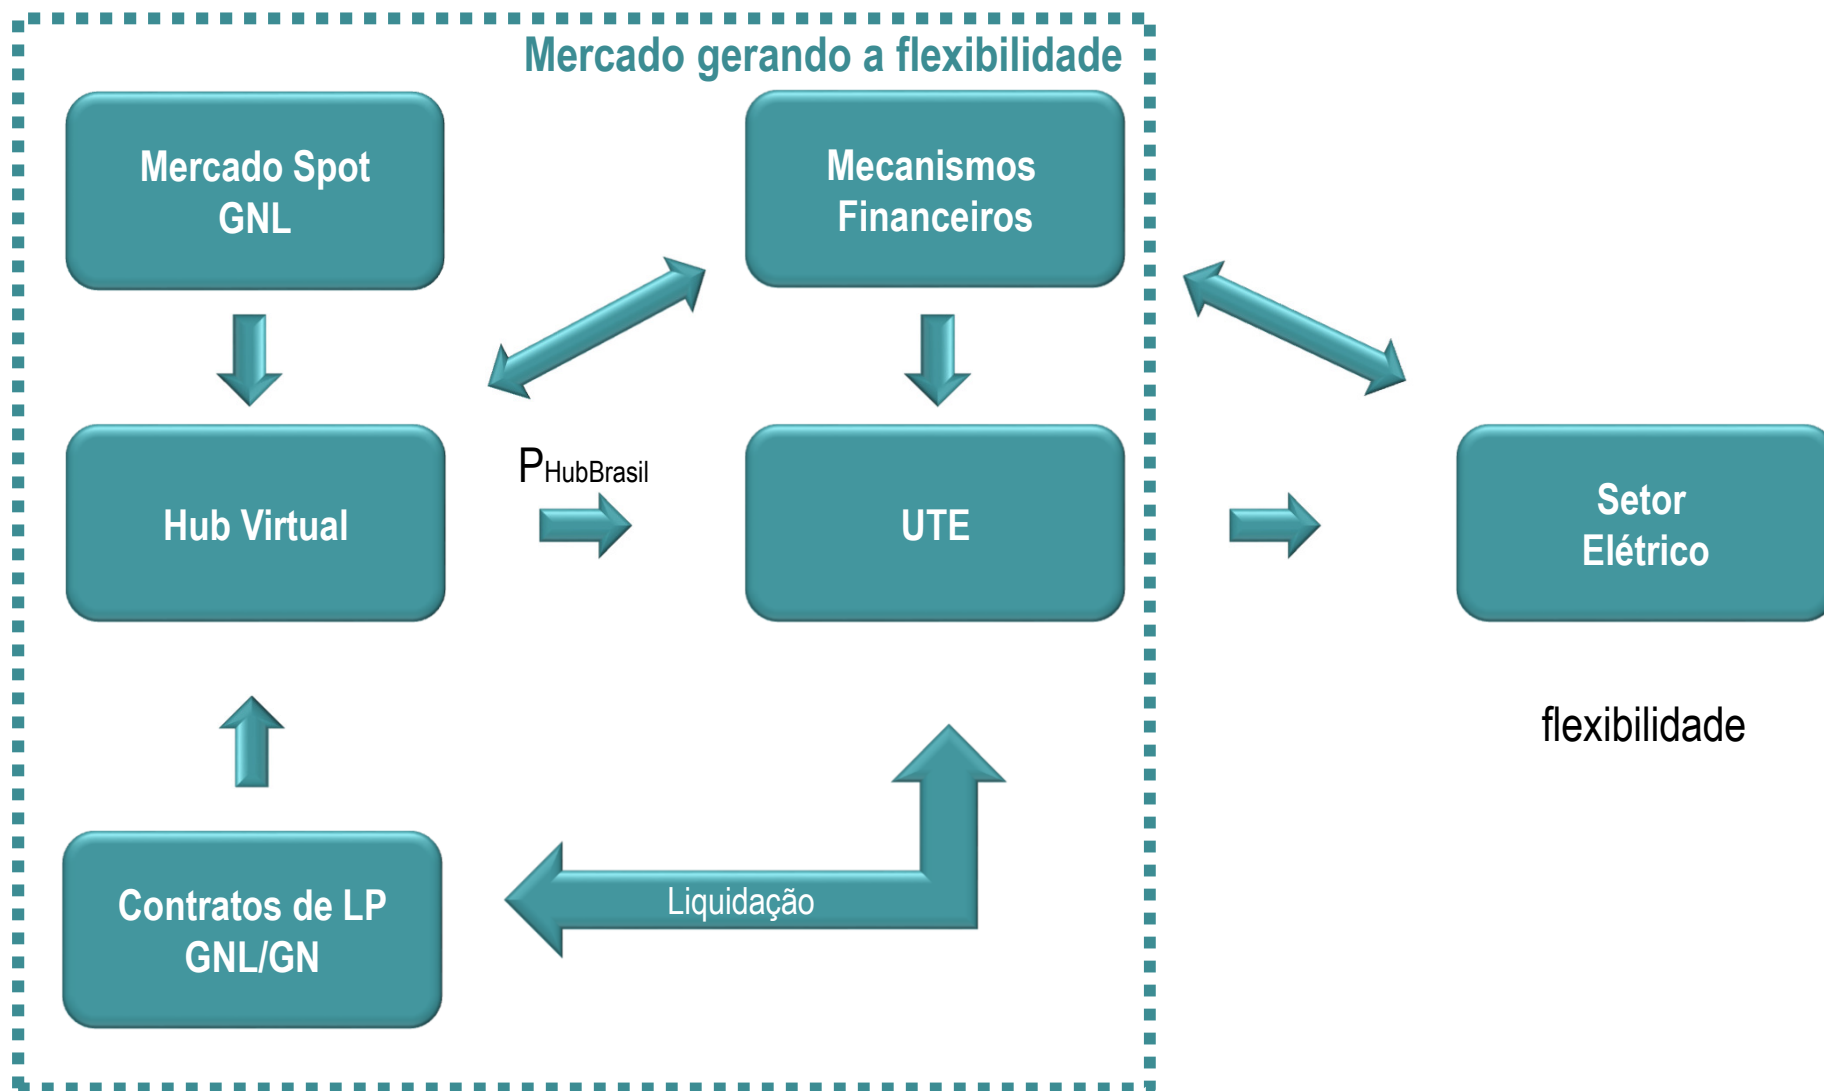 Mercado gerando a flexibilidade
Mercado Spot
GNL
Mecanismos
Financeiros
Hub Virtual
PHubBrasil
UTE
Setor
Elétrico
flexibilidade
Contratos de LP
GNL/GN
Liquidação